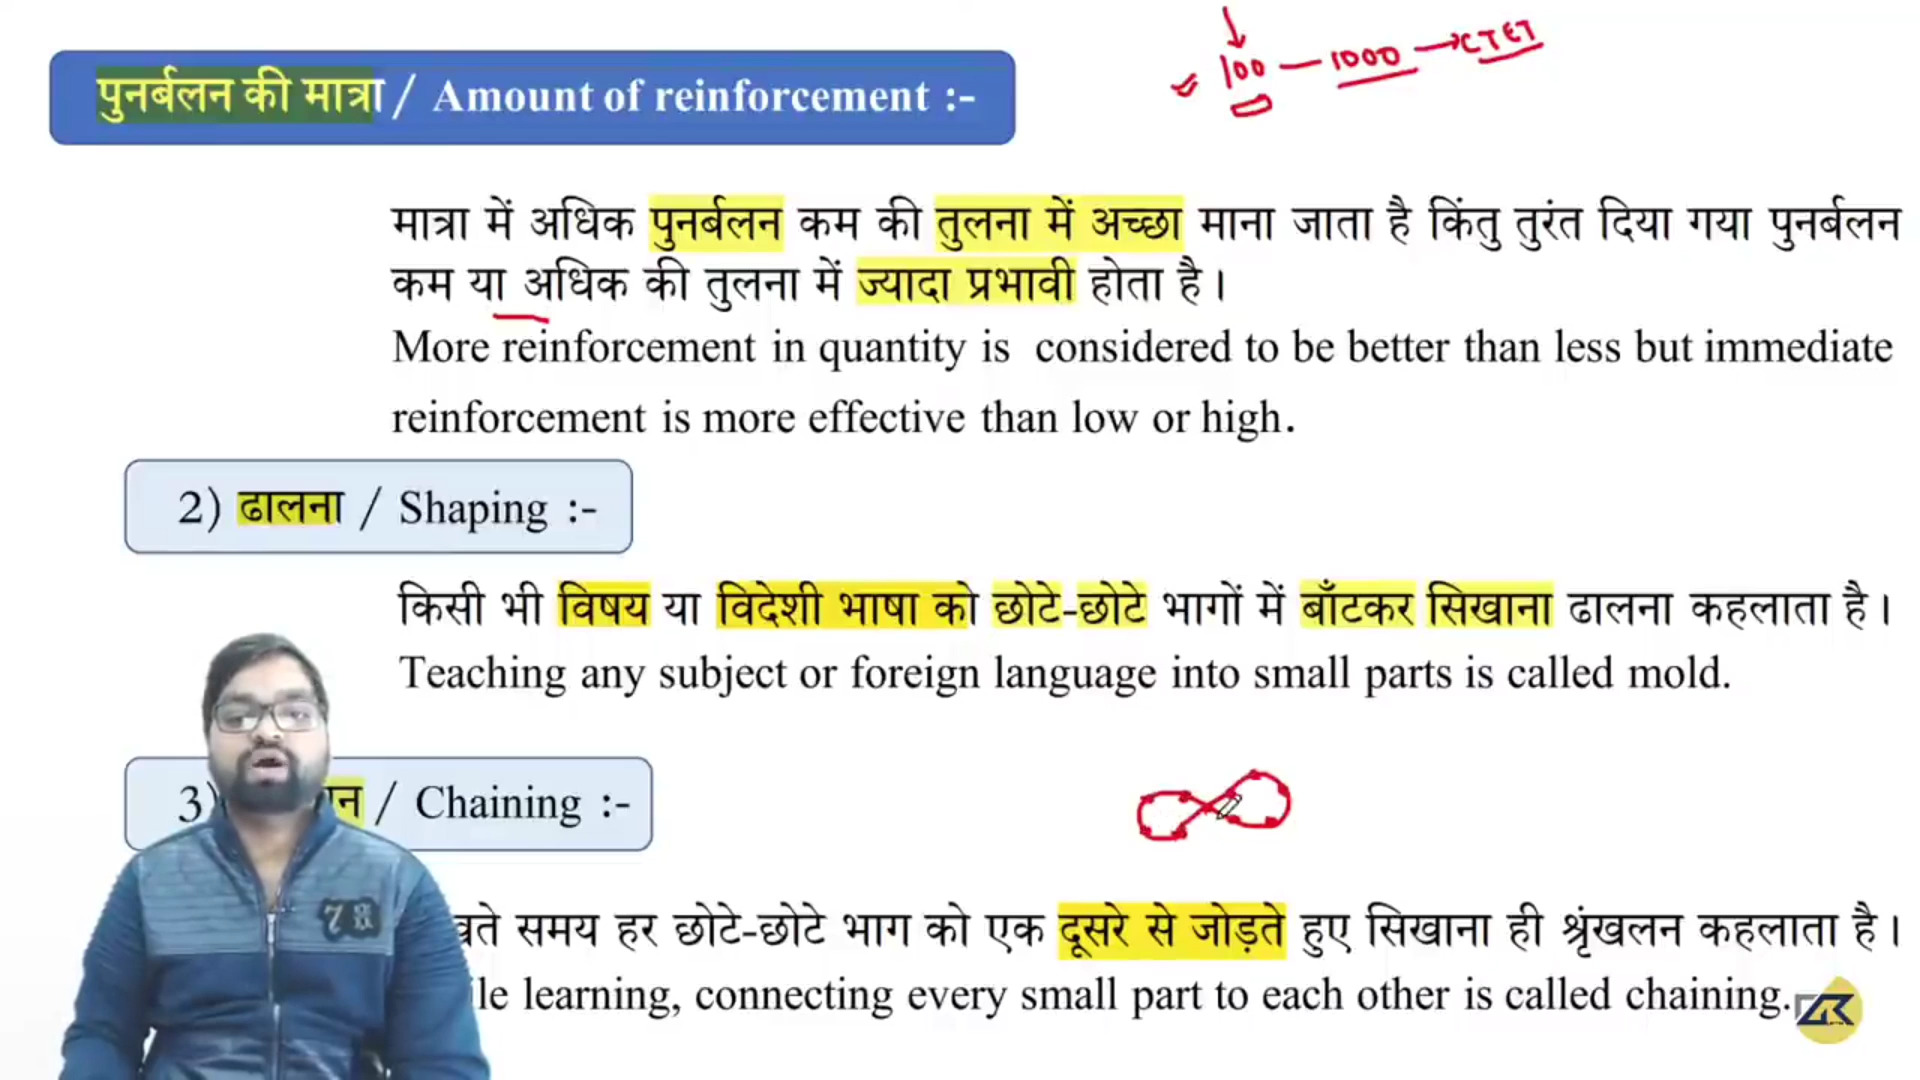 100 — 1000 → CTET
पुनर्बलन की मात्रा / Amount of reinforcement :-
मात्रा में अधिक पुनर्बलन कम की तुलना में अच्छा माना जाता है किंतु तुरंत दिया गया पुनर्बलन
कम या अधिक की तुलना में ज्यादा प्रभावी होता है।
More reinforcement in quantity is considered to be better than less but immediate
reinforcement is more effective than low or high.
2) ढालना / Shaping :-
किसी भी विषय या विदेशी भाषा को छोटे-छोटे भागों में बाँटकर सिखाना ढालना कहलाता है।
Teaching any subject or foreign language into small parts is called mold.
3) / Chaining :-
समय हर छोटे-छोटे भाग को एक दूसरे से जोड़ते हुए सिखाना ही श्रृंखलन कहलाता है।
learning, connecting every small part to each other is called chaining.
78